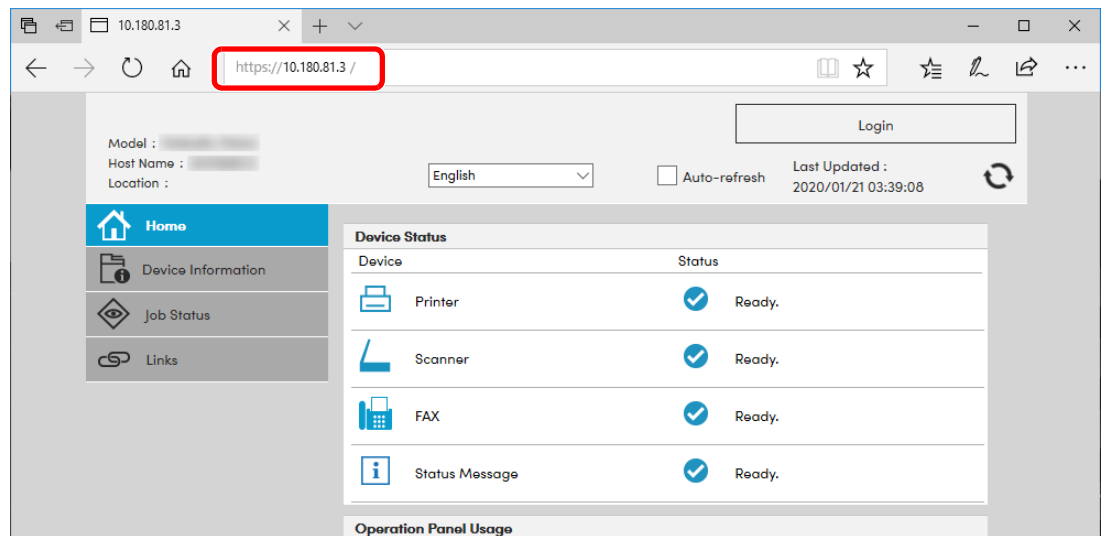 10.180.81.3
https://10.180.81.3 /
Login
Model :
Host Name :
Location :
English
Auto-refresh
Last Updated :
2020/01/21 03:39:08
Home
Device Information
Job Status
Links
Device Status
Device Status
Printer Ready.
Scanner Ready.
FAX Ready.
Status Message Ready.
Operation Panel Usage